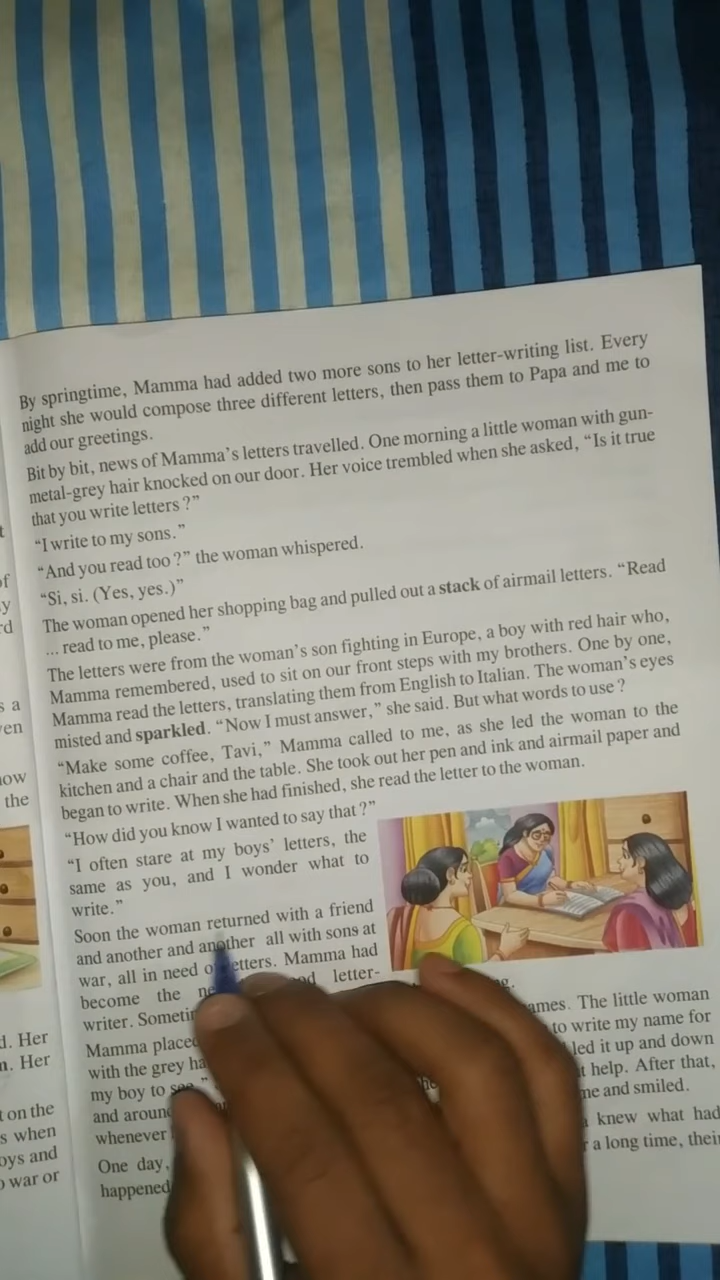 By springtime, Mamma had added two more sons to her letter-writing list. Every
night she would compose three different letters, then pass them to Papa and me to
add our greetings.
Bit by bit, news of Mamma's letters travelled. One morning a little woman with gun-
metal-grey hair knocked on our door. Her voice trembled when she asked, "Is it true
that you write letters ?"
"I write to my sons."
"And you read too ?" the woman whispered.
"Si, si. (Yes, yes.)"
The woman opened her shopping bag and pulled out a stack of airmail letters. "Read
... read to me, please."
The letters were from the woman's son fighting in Europe, a boy with red hair who,
Mamma remembered, used to sit on our front steps with my brothers. One by one,
Mamma read the letters, translating them from English to Italian. The woman's eyes
misted and sparkled. "Now I must answer," she said. But what words to use ?
"Make some coffee, Tavi," Mamma called to me, as she led the woman to the
kitchen and a chair and the table. She took out her pen and ink and airmail paper and
began to write. When she had finished, she read the letter to the woman.
"How did you know I wanted to say that ?"
"I often stare at my boys' letters, the
same as you, and I wonder what to
write."
Soon the woman returned with a friend
and another and another all with sons at
war, all in need letters. Mamma had
become the letter-
writer.
Mamma placed ames. The little woman
with the grey to write my name for
my boy to led it up and down
and help. After that,
whenever me and smiled.
One day, knew what had
happened a long time, their
d. Her
n. Her
t on the
s when
oys and
war or
of
y
rd
s a
ven
now
the